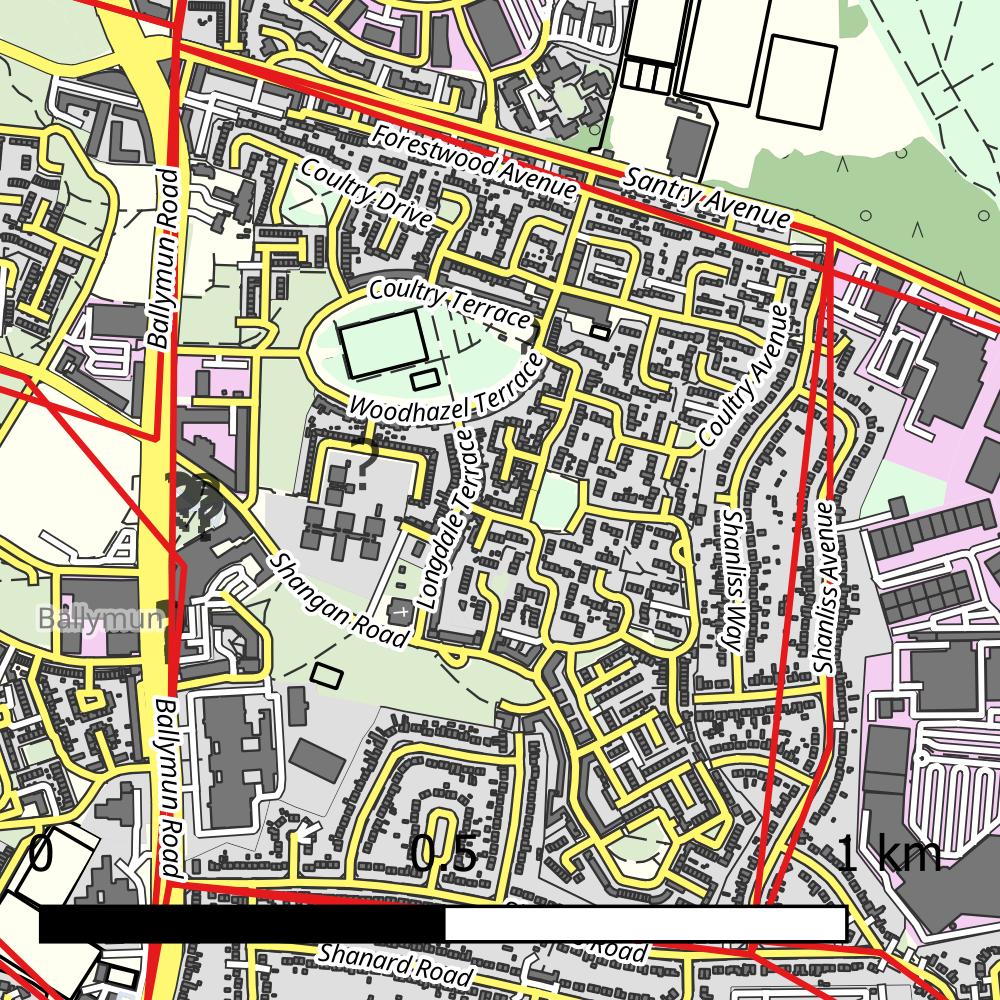 Forestwood Avenue
Santry Avenue
Coultry Drive
Ballymun Road
Coultry Terrace
Coultry Avenue
Woodhazel Terrace
Longdale Terrace
Shangan Road
Shanliss Way
Shanliss Avenue
Ballymun
Ballymun Road
0
0.5
1 km
Road
Shanard Road